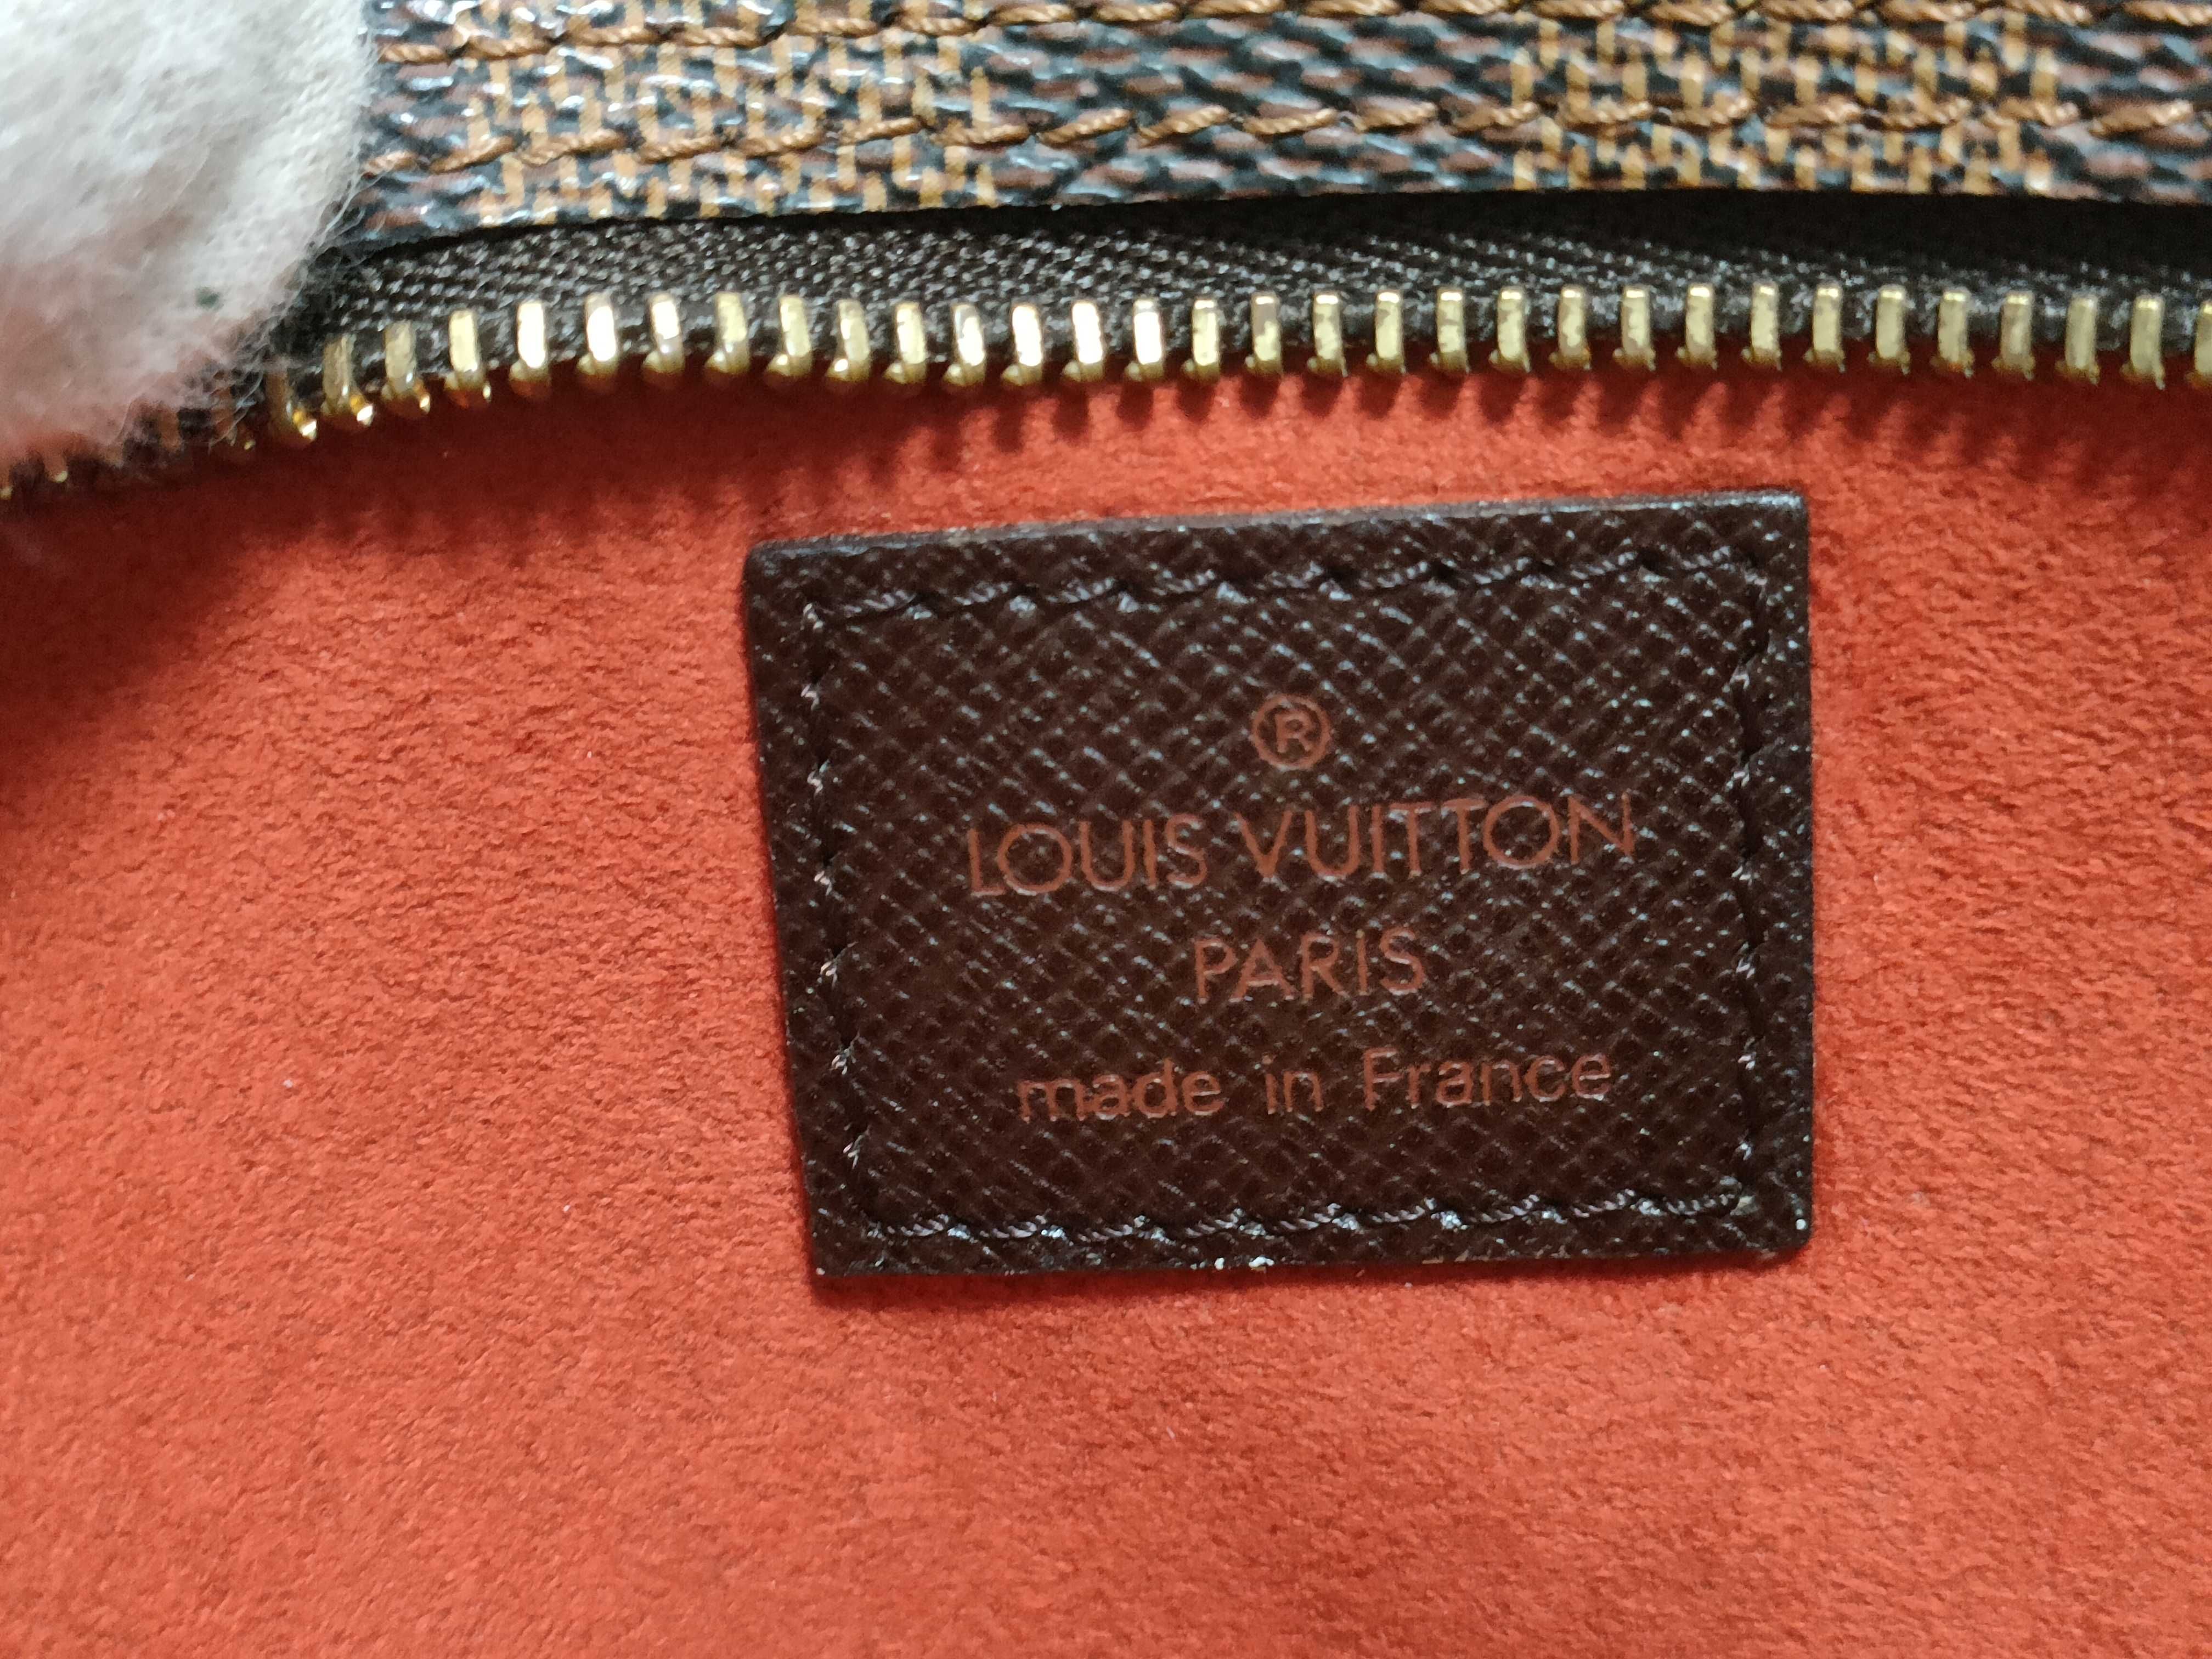 ®
LOUIS VUITTON
PARIS
made in France